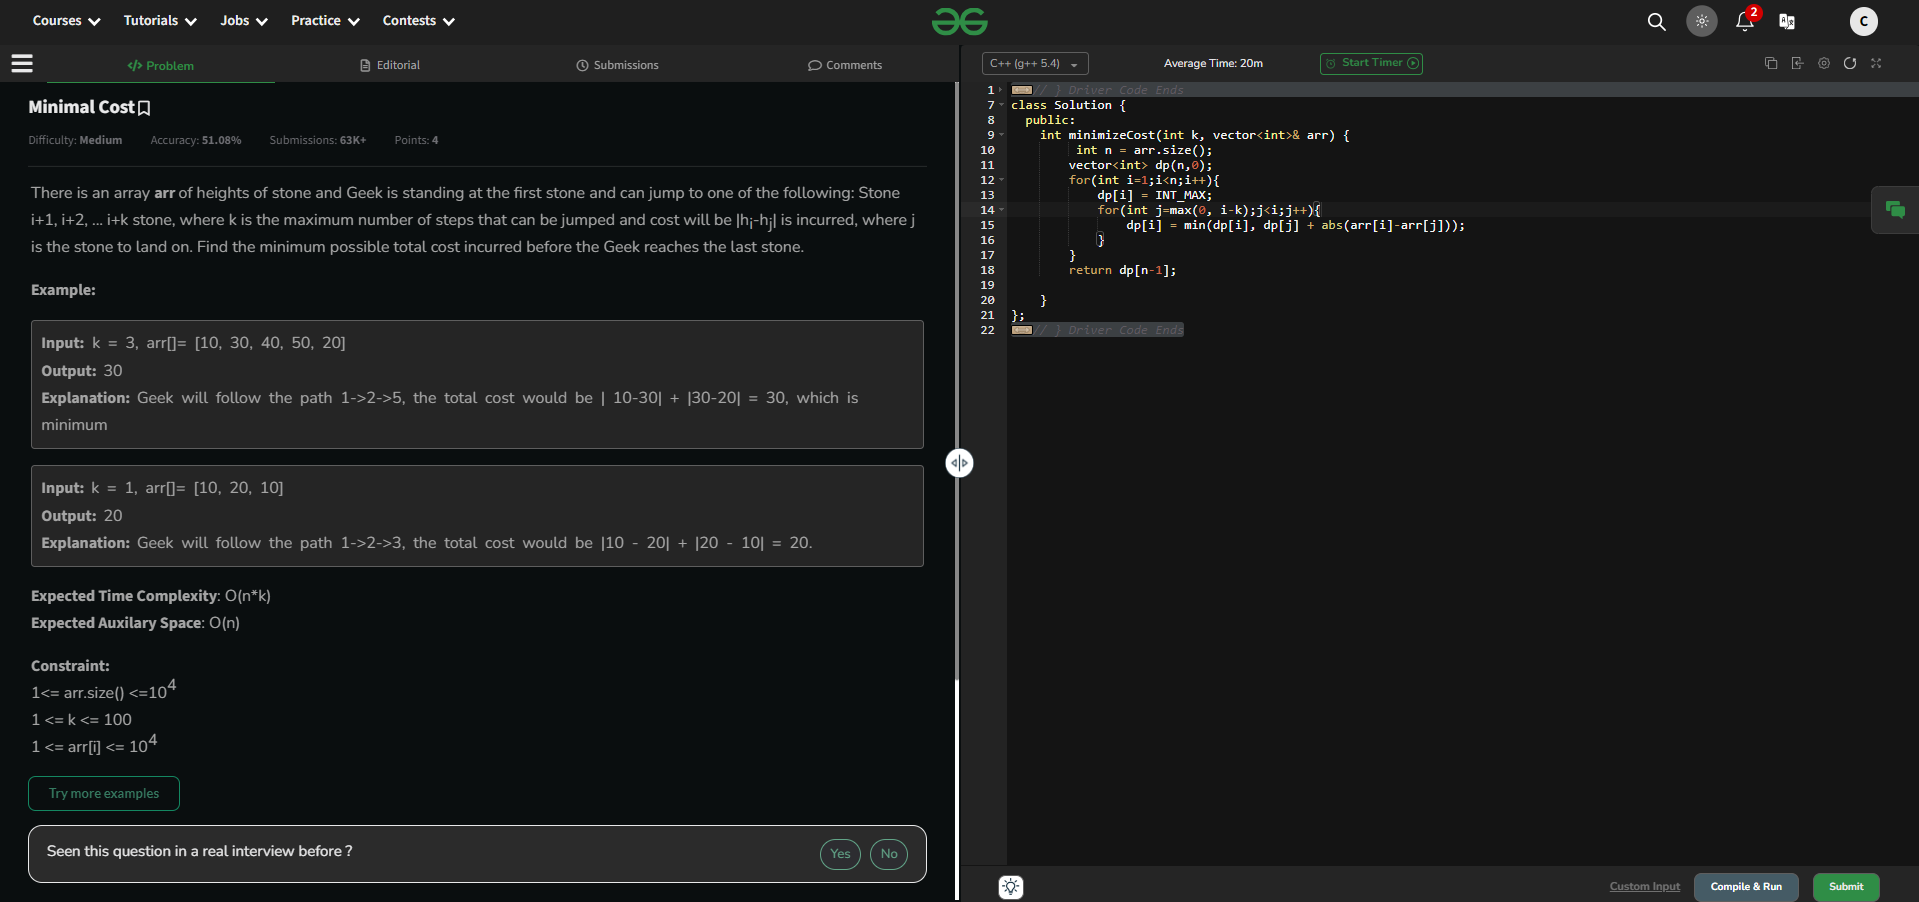 Courses Tutorials Jobs Practice Contests
2
C
Problem Editorial Submissions Comments
C++ (g++ 5.4) Average Time: 20m Start Timer
Minimal Cost
Difficulty: Medium Accuracy: 51.08% Submissions: 63K+ Points: 4
There is an array arr of heights of stone and Geek is standing at the first stone and can jump to one of the following: Stone
i+1, i+2, ... i+k stone, where k is the maximum number of steps that can be jumped and cost will be |hi-hj| is incurred, where j
is the stone to land on. Find the minimum possible total cost incurred before the Geek reaches the last stone.
Example:
Input: k = 3, arr[]= [10, 30, 40, 50, 20]
Output: 30
Explanation: Geek will follow the path 1->2->5, the total cost would be | 10-30| + |30-20| = 30, which is
minimum
Input: k = 1, arr[]= [10, 20, 10]
Output: 20
Explanation: Geek will follow the path 1->2->3, the total cost would be |10 - 20| + |20 - 10| = 20.
Expected Time Complexity: O(n*k)
Expected Auxilary Space: O(n)
Constraint:
1<= arr.size() <=10^4
1 <= k <= 100
1 <= arr[i] <= 10^4
Try more examples
Seen this question in a real interview before ? Yes No
1 // } Driver Code Ends
7 class Solution {
8 public:
9 int minimizeCost(int k, vector<int>& arr) {
10 int n = arr.size();
11 vector<int> dp(n,0);
12 for(int i=1;i<n;i++){
13 dp[i] = INT_MAX;
14 for(int j=max(0, i-k);j<i;j++){
15 dp[i] = min(dp[i], dp[j] + abs(arr[i]-arr[j]));
16 }
17 }
18 return dp[n-1];
19
20 }
21 };
22 // } Driver Code Ends
Custom Input Compile & Run Submit